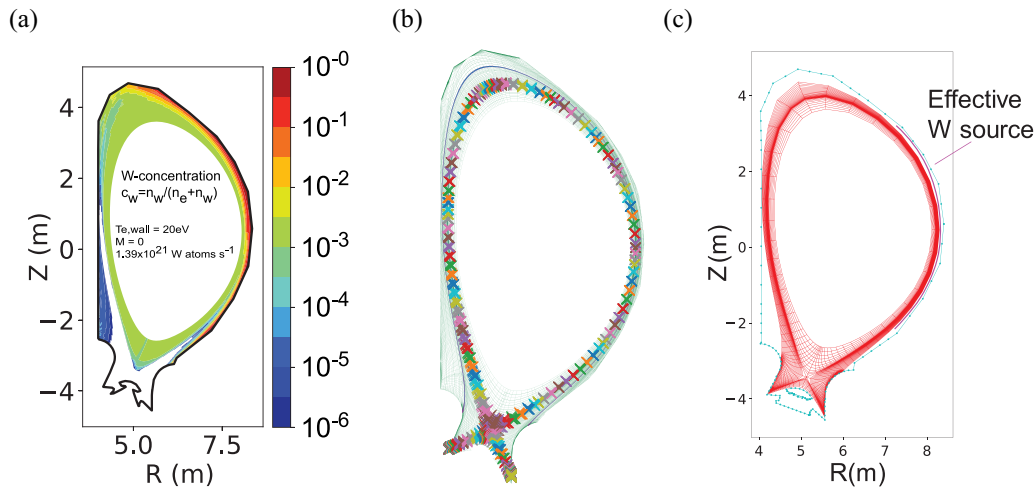 (a)
(b)
(c)
4
2
0
−2
−4
Z (m)
5.0
7.5
R (m)
W-concentration
c_w=n_w/(n_e+n_w)
Te,wall = 20eV
M = 0
1.39x10^21 W atoms s^-1
10^-0
10^-1
10^-2
10^-3
10^-4
10^-5
10^-6
4
2
0
−2
−4
Z(m)
4
5
6
7
8
R(m)
Effective
W source